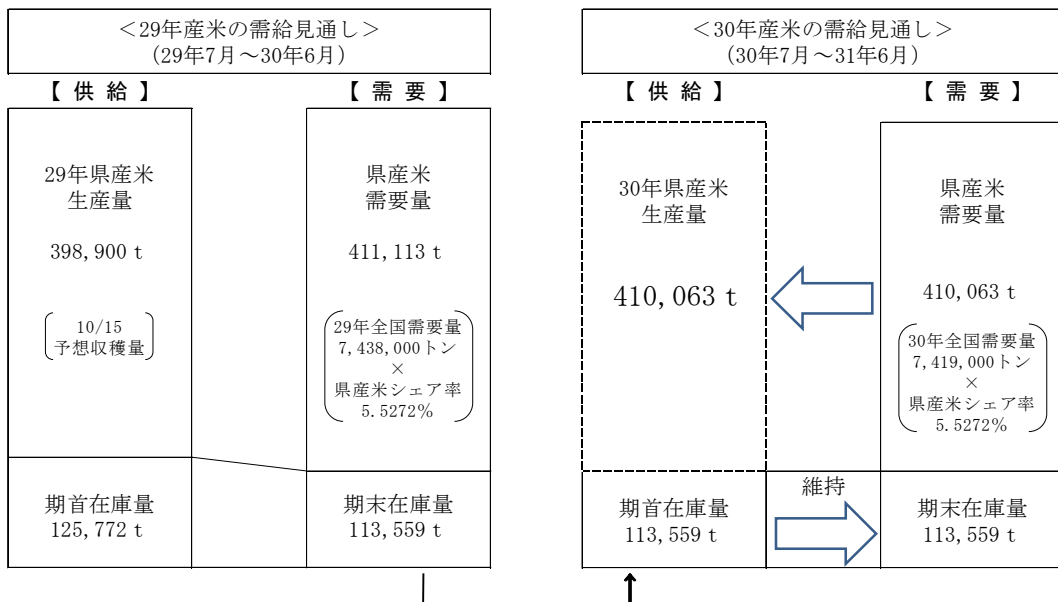 ＜29年産米の需給見通し＞
（29年7月～30年6月）
【 供 給 】
【 需 要 】
29年県産米
生産量
398,900 t
10/15
予想収穫量
県産米
需要量
411,113 t
29年全国需要量
7,438,000トン
×
県産米シェア率
5.5272％
期首在庫量
125,772 t
期末在庫量
113,559 t
＜30年産米の需給見通し＞
（30年7月～31年6月）
【 供 給 】
【 需 要 】
30年県産米
生産量
410,063 t
県産米
需要量
410,063 t
30年全国需要量
7,419,000トン
×
県産米シェア率
5.5272％
期首在庫量
113,559 t
維持
期末在庫量
113,559 t